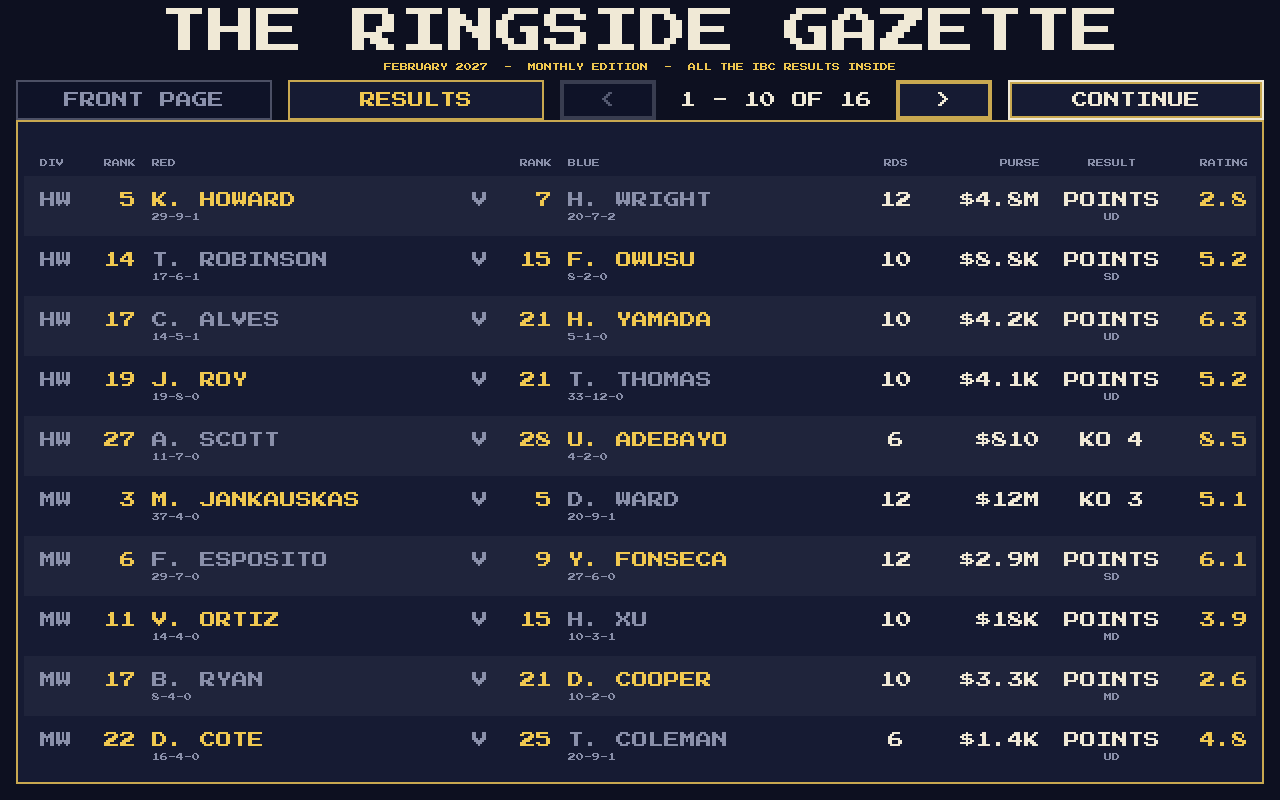 THE RINGSIDE GAZETTE
FEBRUARY 2027 - MONTHLY EDITION - ALL THE IBC RESULTS INSIDE
FRONT PAGE RESULTS < 1 - 10 OF 16 > CONTINUE
DIV RANK RED RANK BLUE RDS PURSE RESULT RATING
HW 5 K. HOWARD V 7 H. WRIGHT 12 $4.8M POINTS 2.8
29-9-1 20-7-2 UD
HW 14 T. ROBINSON V 15 F. OWUSU 10 $8.8K POINTS 5.2
17-6-1 8-2-0 SD
HW 17 C. ALVES V 21 H. YAMADA 10 $4.2K POINTS 6.3
14-5-1 5-1-0 UD
HW 19 J. ROY V 21 T. THOMAS 10 $4.1K POINTS 5.2
19-8-0 33-12-0 UD
HW 27 A. SCOTT V 28 U. ADEBAYO 6 $810 KO 4 8.5
11-7-0 4-2-0
MW 3 M. JANKAUSKAS V 5 D. WARD 12 $12M KO 3 5.1
37-4-0 20-9-1
MW 6 F. ESPOSITO V 9 Y. FONSECA 12 $2.9M POINTS 6.1
29-7-0 27-6-0 SD
MW 11 V. ORTIZ V 15 H. XU 10 $18K POINTS 3.9
14-4-0 10-3-1 MD
MW 17 B. RYAN V 21 D. COOPER 10 $3.3K POINTS 2.6
8-4-0 10-2-0 MD
MW 22 D. COTE V 25 T. COLEMAN 6 $1.4K POINTS 4.8
16-4-0 20-9-1 UD